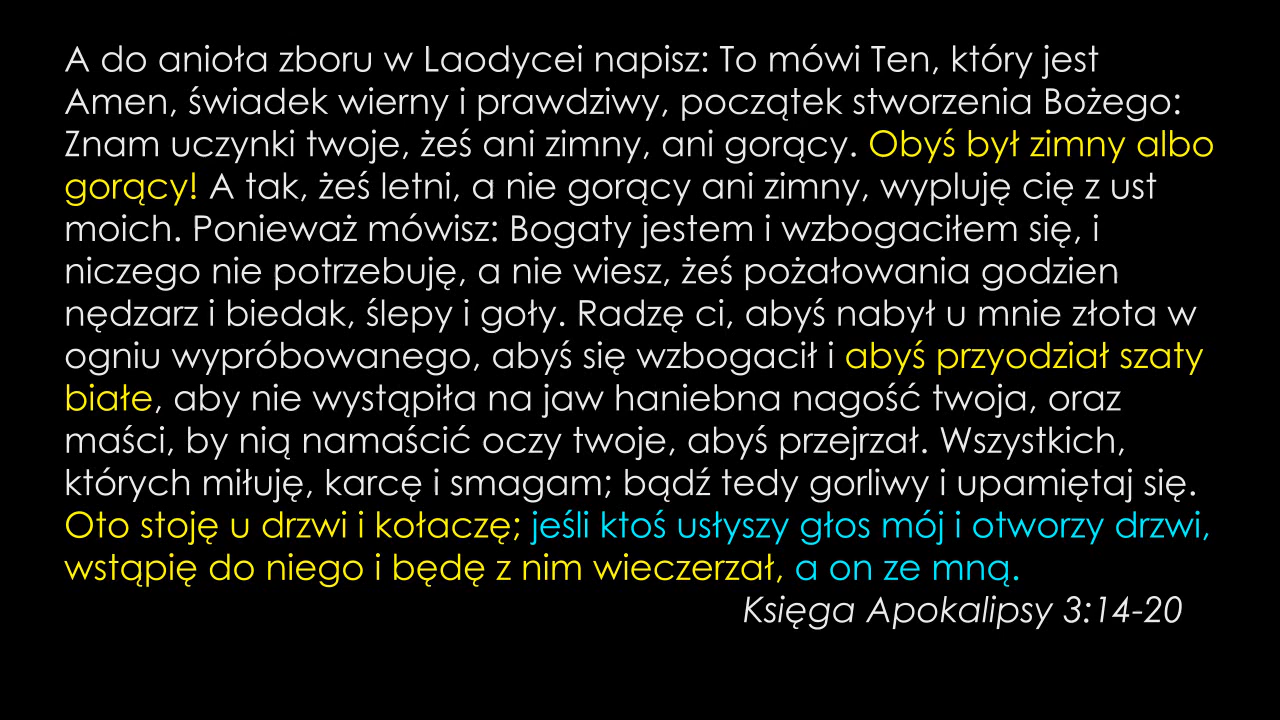 A do anioła zboru w Laodycei napisz: To mówi Ten, który jest
Amen, świadek wierny i prawdziwy, początek stworzenia Bożego:
Znam uczynki twoje, żeś ani zimny, ani gorący. Obyś był zimny albo
gorący! A tak, żeś letni, a nie gorący ani zimny, wypluję cię z ust
moich. Ponieważ mówisz: Bogaty jestem i wzbogaciłem się, i
niczego nie potrzebuję, a nie wiesz, żeś pożałowania godzien
nędzarz i biedak, ślepy i goły. Radzę ci, abyś nabył u mnie złota w
ogniu wypróbowanego, abyś się wzbogacił i abyś przyodział szaty
białe, aby nie wystąpiła na jaw haniebna nagość twoja, oraz
maści, by nią namaścić oczy twoje, abyś przejrzał. Wszystkich,
których miłuję, karcę i smagam; bądź tedy gorliwy i upamiętaj się.
Oto stoję u drzwi i kołaczę; jeśli ktoś usłyszy głos mój i otworzy drzwi,
wstąpię do niego i będę z nim wieczerzał, a on ze mną.
Księga Apokalipsy 3:14-20